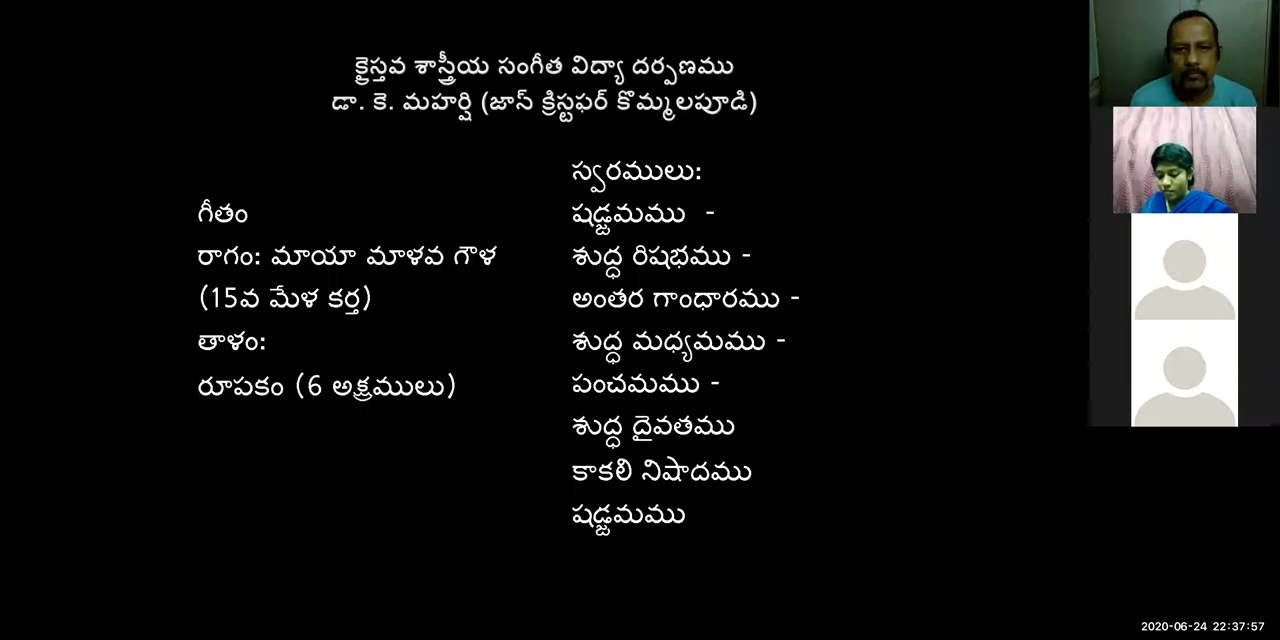 క్రైస్తవ శాస్త్రీయ సంగీత విద్యా దర్పణము
డా. కె. మహర్షి (జాస్ క్రిస్టఫర్ కొమ్మలపూడి)
గీతం
రాగం: మాయా మాళవ గౌళ
(15వ మేళ కర్త)
తాళం:
రూపకం (6 అక్షములు)
స్వరములు:
షడ్జమము -
శుద్ధ రిషభము -
అంతర గాంధారము -
శుద్ధ మధ్యమము -
పంచమము -
శుద్ధ దైవతము
కాకలి నిషాదము
షడ్జమము
2020-06-24 22:37:57